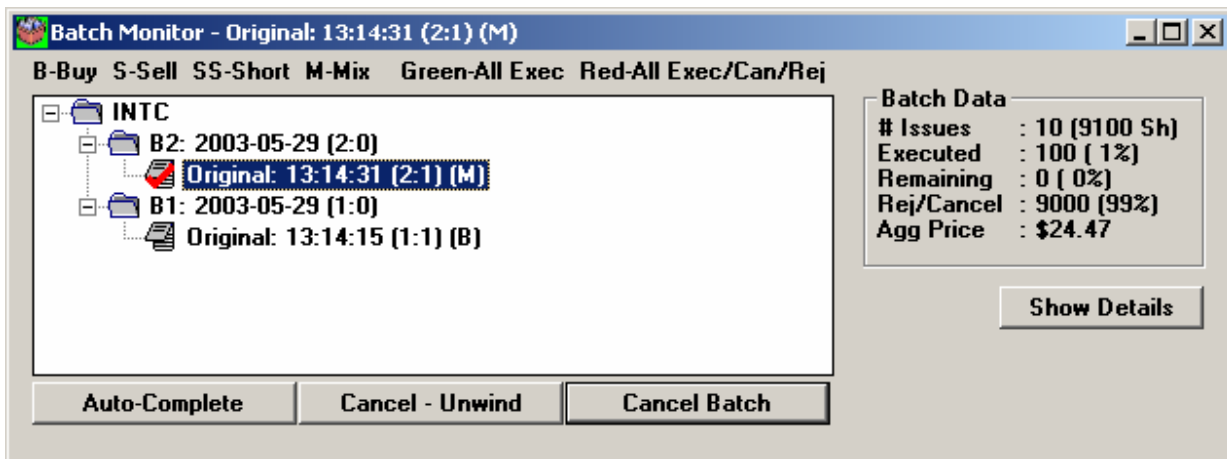 Batch Monitor - Original: 13:14:31 (2:1) (M)
B-Buy S-Sell SS-Short M-Mix Green-All Exec Red-All Exec/Can/Rej
INTC
B2: 2003-05-29 (2:0)
Original: 13:14:31 (2:1) (M)
B1: 2003-05-29 (1:0)
Original: 13:14:15 (1:1) (B)
Batch Data
# Issues : 10 (9100 Sh)
Executed : 100 ( 1%)
Remaining : 0 ( 0%)
Rej/Cancel : 9000 (99%)
Agg Price : $24.47
Show Details
Auto-Complete Cancel - Unwind Cancel Batch